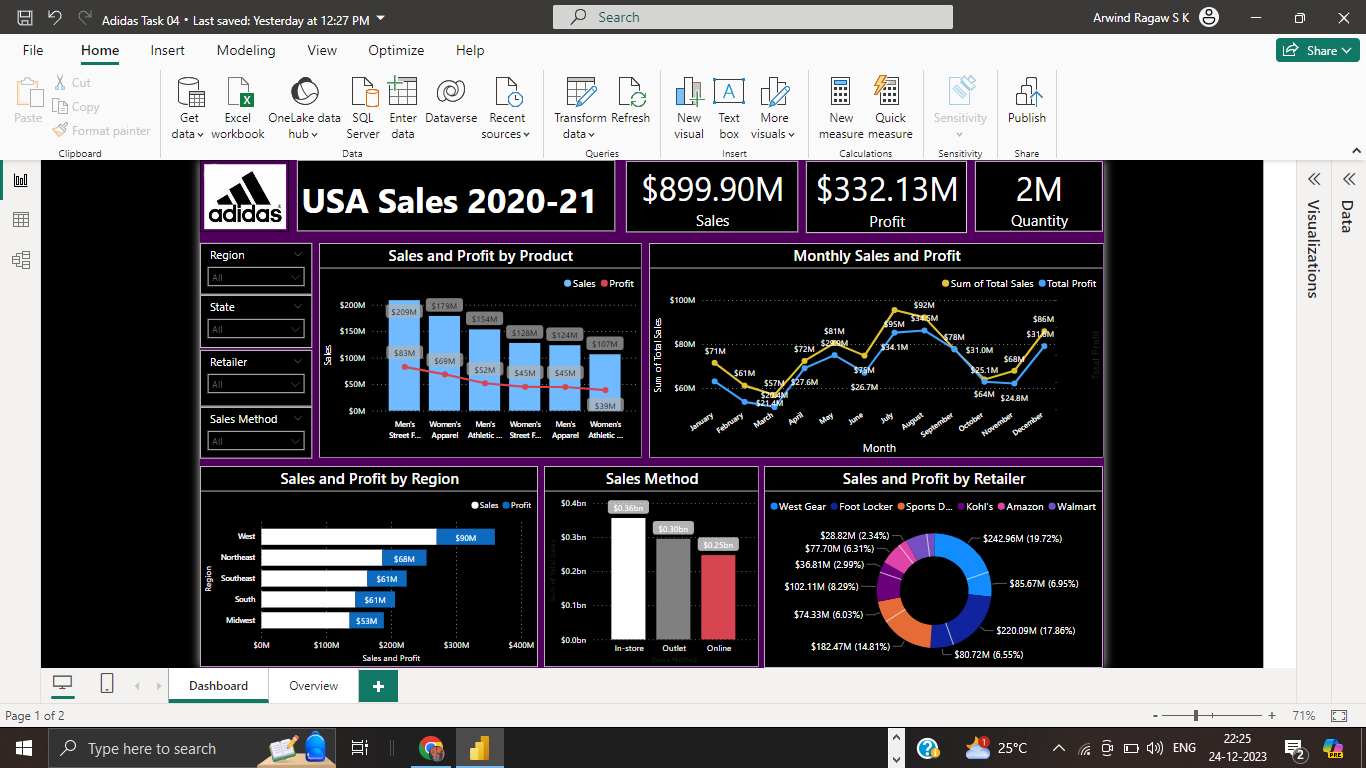 Adidas Task 04 • Last saved: Yesterday at 12:27 PM
Search
Arwind Ragaw S K
File Home Insert Modeling View Optimize Help
Share
Paste
Cut
Copy
Format painter
Get data
Excel workbook
OneLake data hub
SQL Server
Enter data
Dataverse
Recent sources
Transform data
Refresh
New visual
Text box
More visuals
New measure
Quick measure
Sensitivity
Publish
Clipboard
Data
Queries
Insert
Calculations
Sensitivity
Share
adidas
USA Sales 2020-21
$899.90M
Sales
$332.13M
Profit
2M
Quantity
Visualizations
Data
Region
All
State
All
Retailer
All
Sales Method
All
Sales and Profit by Product
Sales Profit
$200M
$150M
$100M
$50M
$0M
Sales
$209M $179M $154M $128M $124M $107M
$83M $69M $52M $45M $45M $39M
Men's Street F...
Women's Apparel
Men's Athletic ...
Women's Street F...
Men's Apparel
Women's Athletic ...
Monthly Sales and Profit
Sum of Total Sales Total Profit
$100M
$80M
$60M
Sum of Total Sales
Total Profit
$71M $61M $57M $72M $81M $75M $95M $92M $78M $64M $68M $86M
$21.4M $27.6M $26.7M $34.1M $31.0M $25.1M $24.8M
January February March April May June July August September October November December
Month
Sales and Profit by Region
Sales Profit
Region
West $90M
Northeast $68M
Southeast $61M
South $61M
Midwest $53M
$0M $100M $200M $300M $400M
Sales and Profit
Sales Method
$0.4bn
$0.3bn
$0.2bn
$0.1bn
$0.0bn
Sum of Total Sales
$0.36bn $0.30bn $0.25bn
In-store Outlet Online
Sales Method
Sales and Profit by Retailer
West Gear Foot Locker Sports D... Kohl's Amazon Walmart
$28.82M (2.34%)
$77.70M (6.31%)
$36.81M (2.99%)
$102.11M (8.29%)
$74.33M (6.03%)
$182.47M (14.81%)
$242.96M (19.72%)
$85.67M (6.95%)
$220.09M (17.86%)
$80.72M (6.55%)
Dashboard Overview
Page 1 of 2
- + 71%
Type here to search
1
25°C
ENG
22:25
24-12-2023
2
PRE